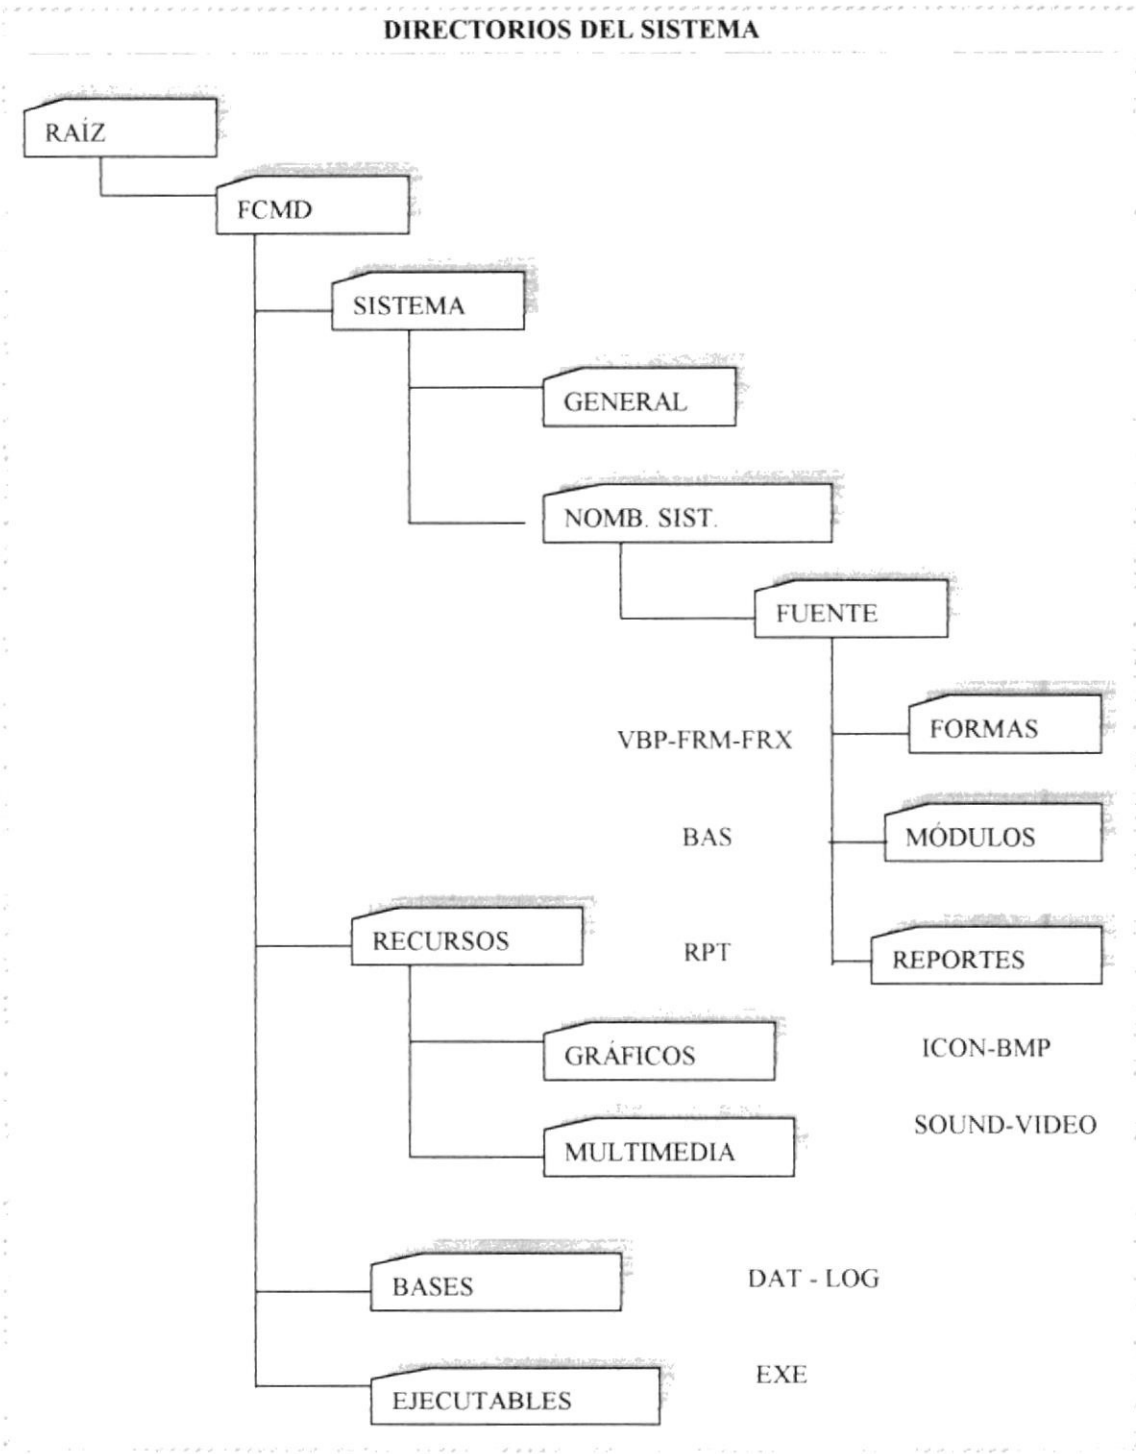 DIRECTORIOS DEL SISTEMA
RAÍZ
FCMD
SISTEMA
GENERAL
NOMB. SIST.
FUENTE
VBP-FRM-FRX
FORMAS
BAS
MÓDULOS
RECURSOS
RPT
REPORTES
GRÁFICOS
ICON-BMP
MULTIMEDIA
SOUND-VIDEO
BASES
DAT - LOG
EJECUTABLES
EXE